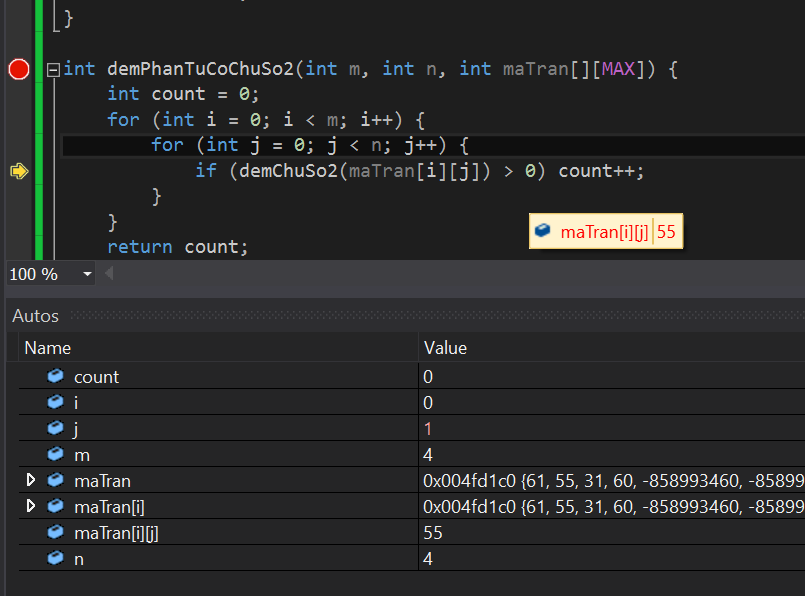 }
int demPhanTuCoChuSo2(int m, int n, int maTran[][MAX]) {
int count = 0;
for (int i = 0; i < m; i++) {
for (int j = 0; j < n; j++) {
if (demChuSo2(maTran[i][j]) > 0) count++;
}
}
maTran[i][j] 55
return count;
100 %
Autos
Name Value
count 0
i 0
j 1
m 4
maTran 0x004fd1c0 {61, 55, 31, 60, -858993460, -85899
maTran[i] 0x004fd1c0 {61, 55, 31, 60, -858993460, -85899
maTran[i][j] 55
n 4